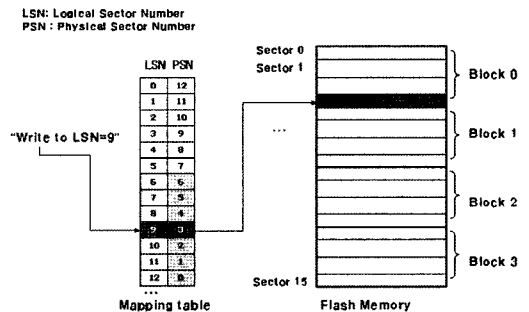 LSN: Logical Sector Number
PSN : Physical Sector Number
LSN PSN
0 12
1 11
2 10
3 9
4 8
5 7
6 6
7 5
8 4
9 3
10 2
11 1
12 0
...
Mapping table
"Write to LSN=9"
Sector 0
Sector 1
...
Sector 15
Block 0
Block 1
Block 2
Block 3
Flash Memory